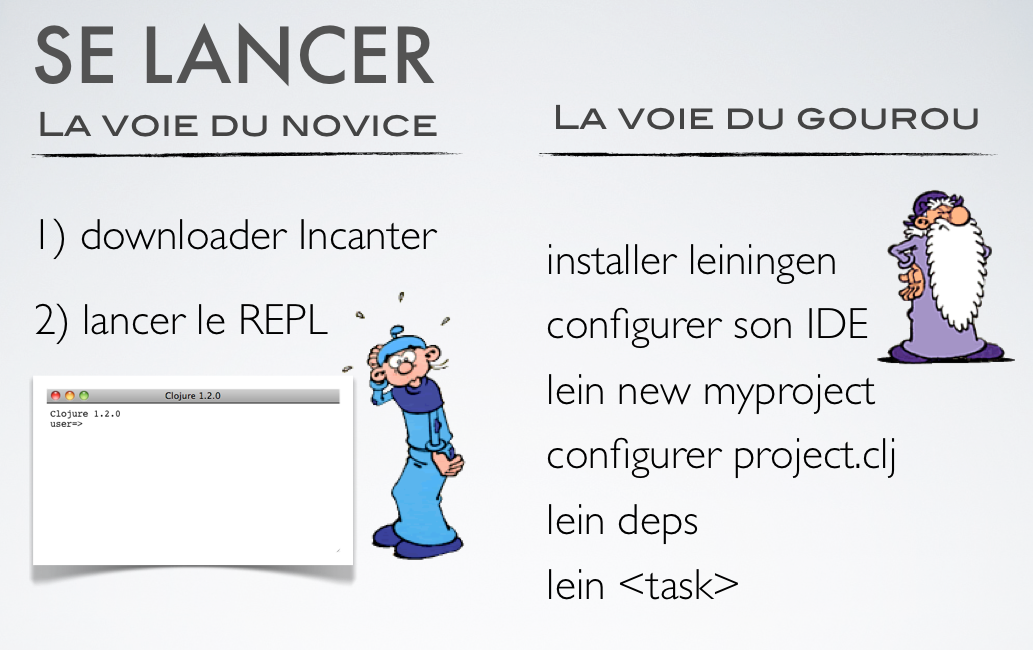 SE LANCER
LA VOIE DU NOVICE
1) downloader Incanter
2) lancer le REPL
Clojure 1.2.0
Clojure 1.2.0
user=>
LA VOIE DU GOUROU
installer leiningen
configurer son IDE
lein new myproject
configurer project.clj
lein deps
lein <task>